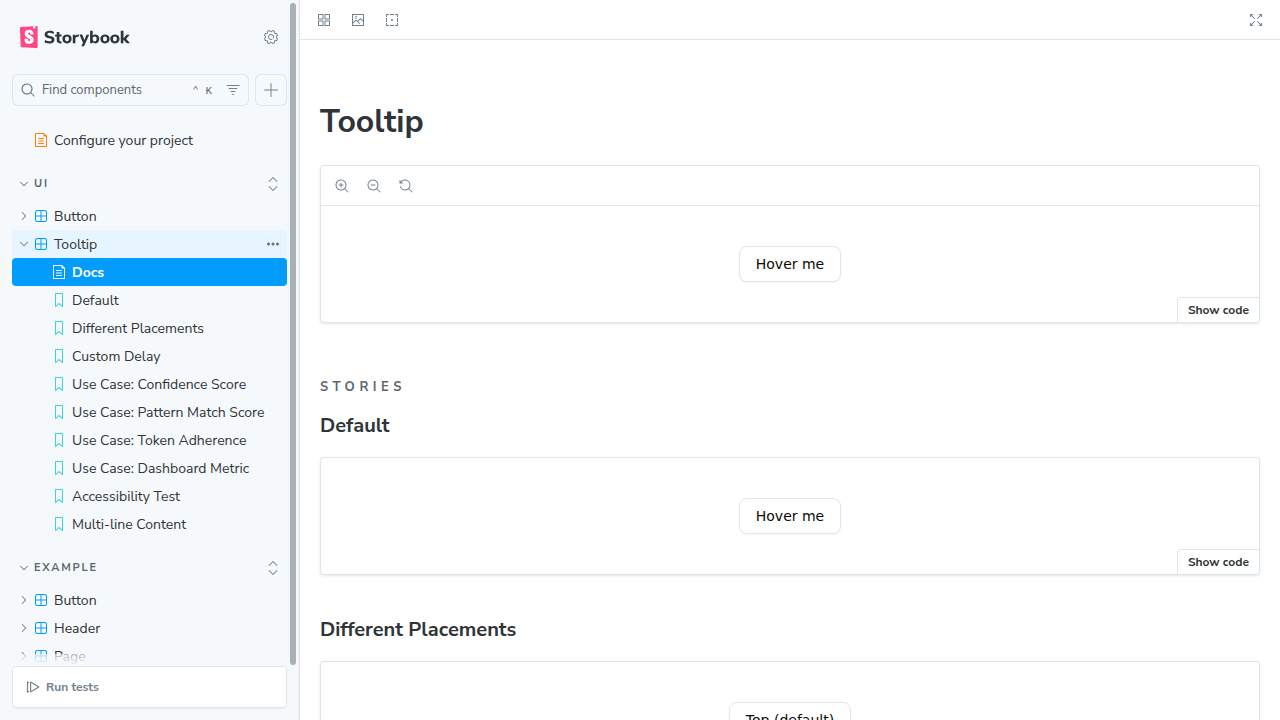 Storybook
Find components
^ K
Configure your project
UI
Button
Tooltip
Docs
Default
Different Placements
Custom Delay
Use Case: Confidence Score
Use Case: Pattern Match Score
Use Case: Token Adherence
Use Case: Dashboard Metric
Accessibility Test
Multi-line Content
EXAMPLE
Button
Header
Page
Run tests
Tooltip
Hover me
Show code
STORIES
Default
Hover me
Show code
Different Placements
Top (default)